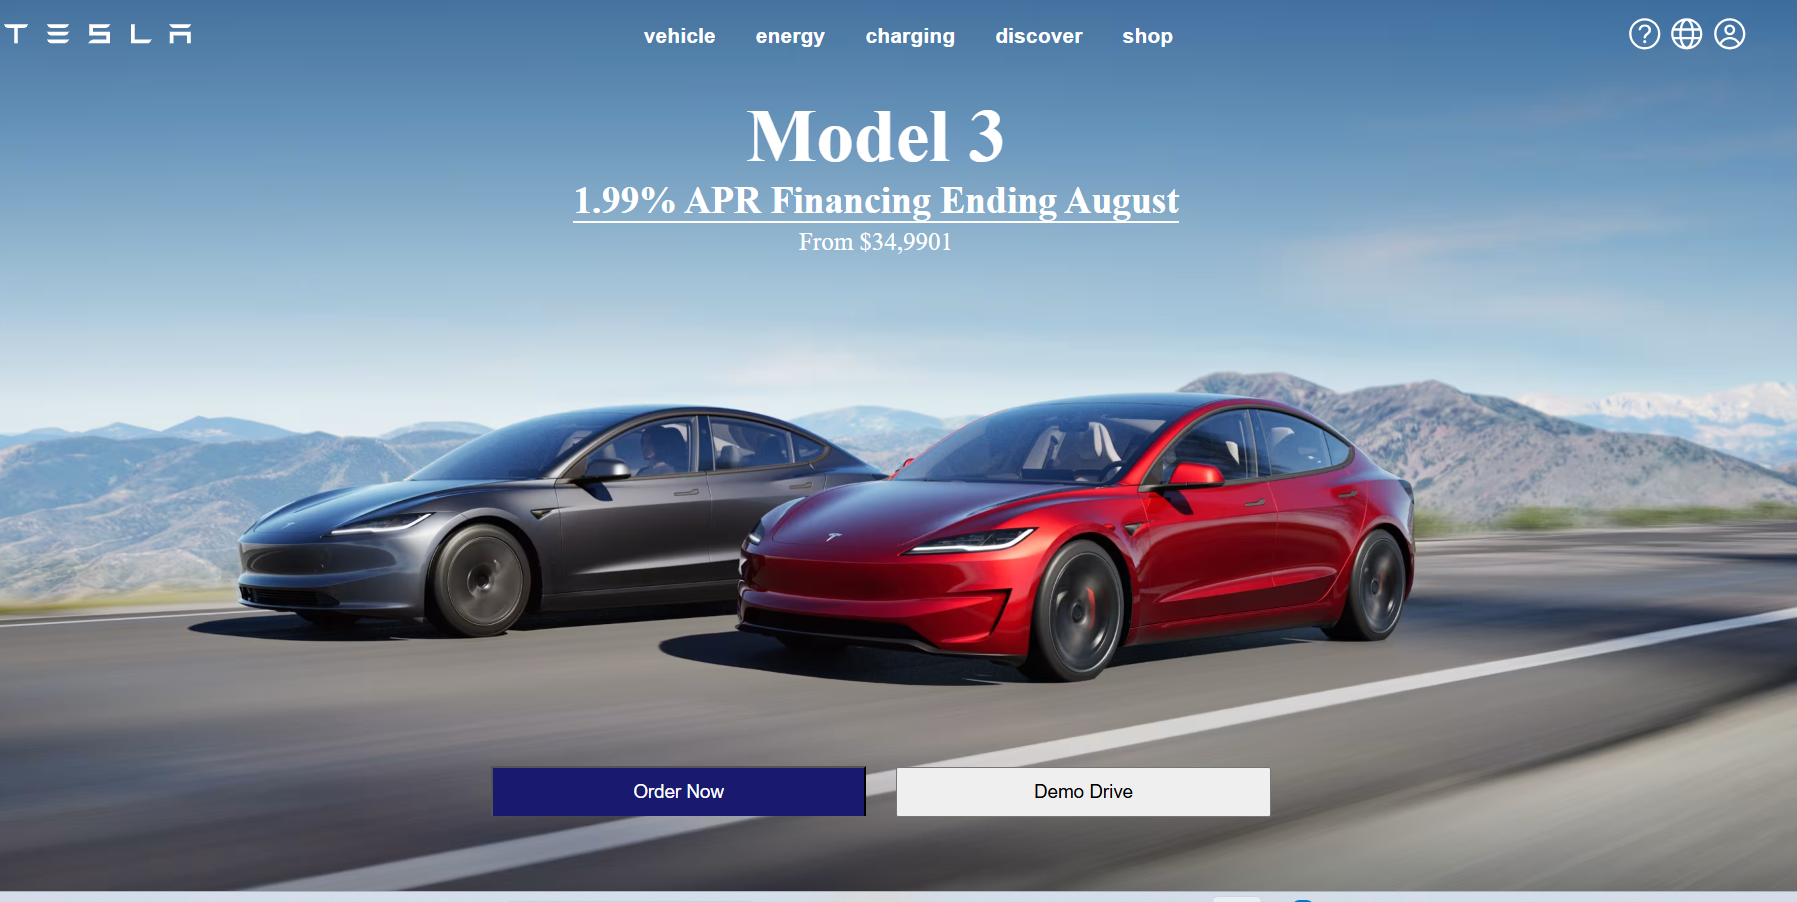 TESLA
vehicle energy charging discover shop
Model 3
1.99% APR Financing Ending August
From $34,9901
Order Now
Demo Drive